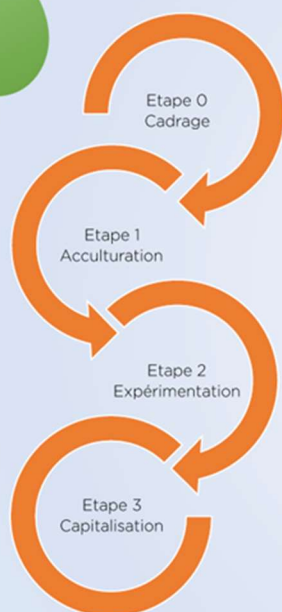 Etape 0
Cadrage
Etape 1
Acculturation
Etape 2
Expérimentation
Etape 3
Capitalisation